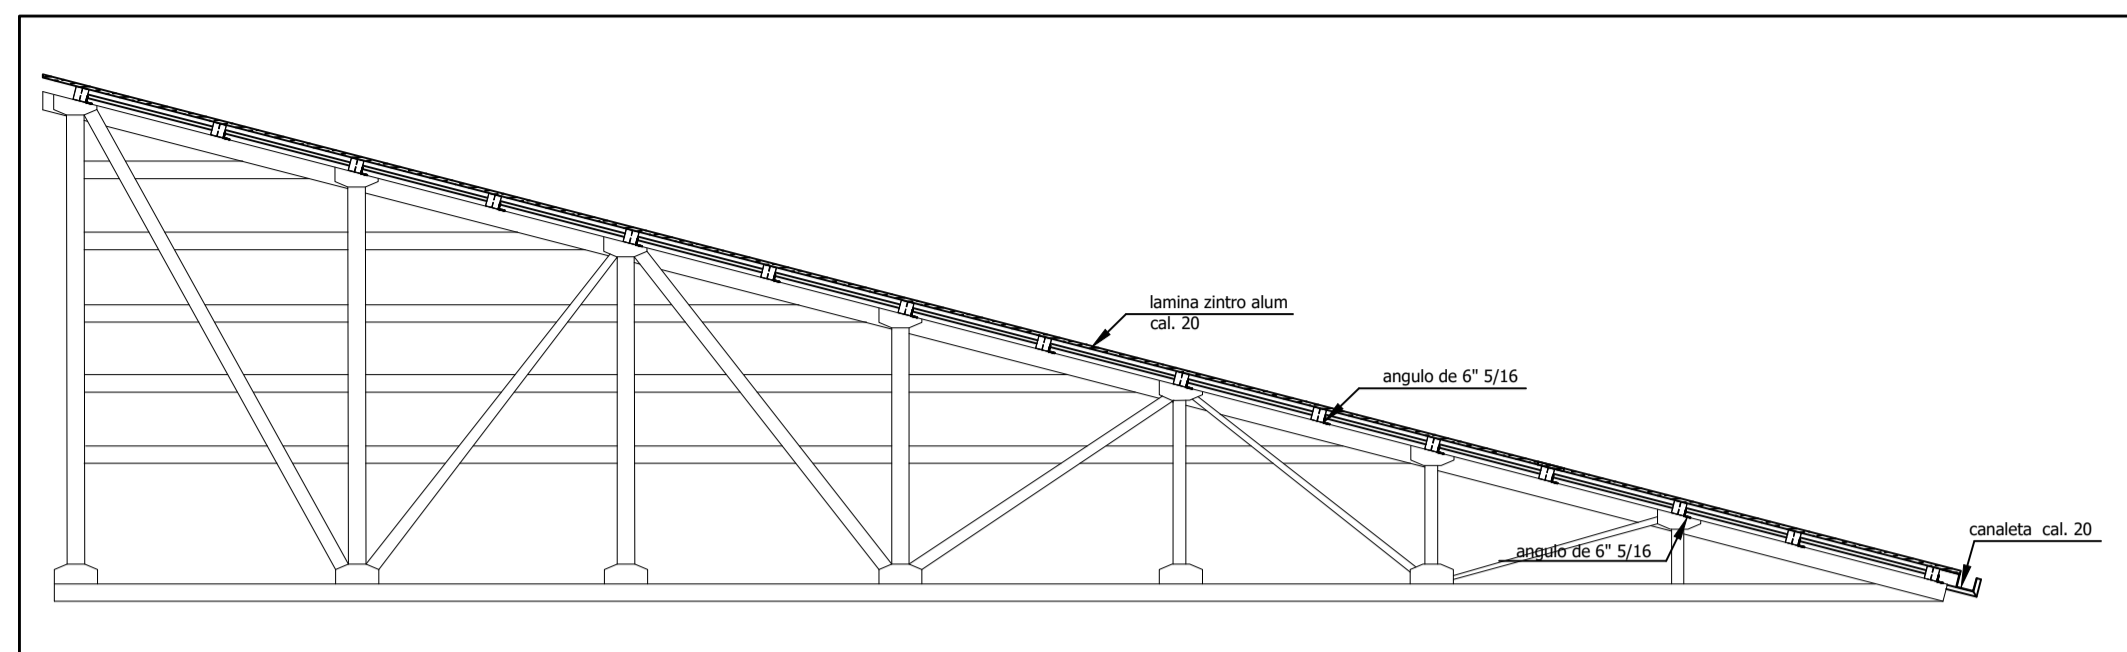 lamina zintro alum
cal. 20
angulo de 6" 5/16
angulo de 6" 5/16
canaleta cal. 20